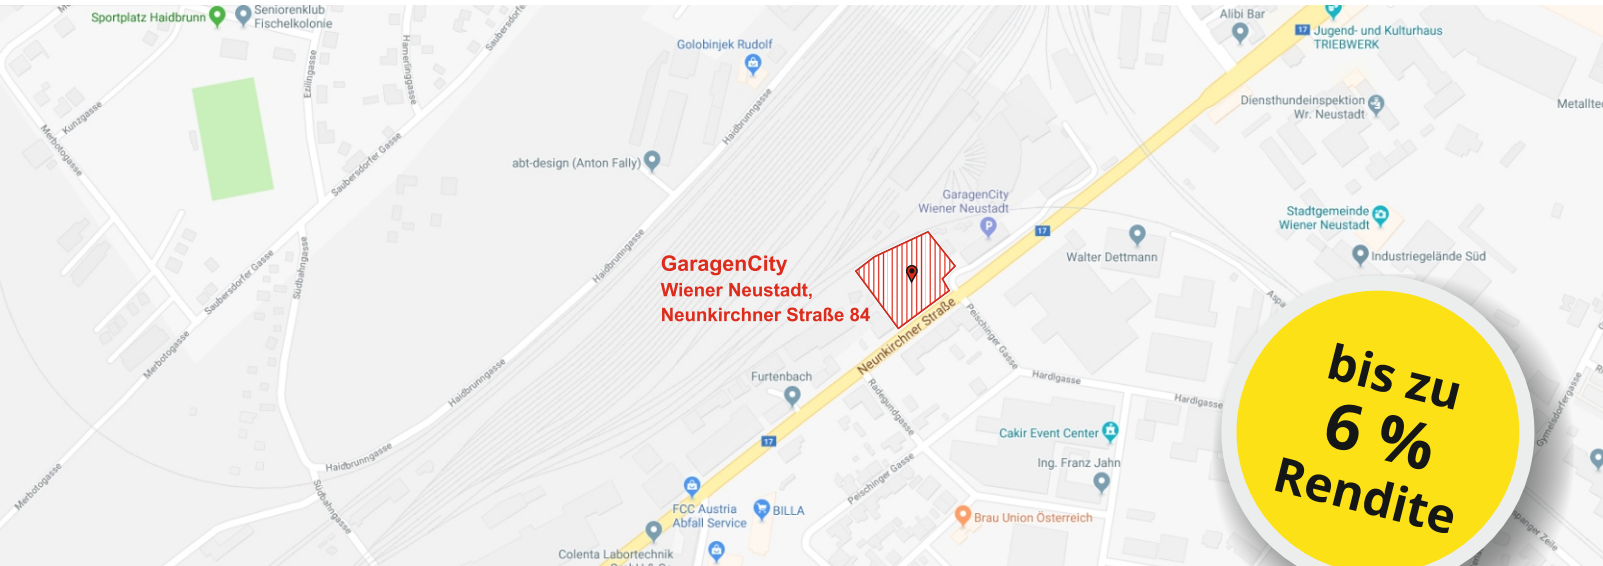 Sportplatz Haidbrunn
Seniorenklub
Fischelkolonie
Saubersdorfer
Hamerlinggasse
Ezilingasse
Kunzgasse
Merbotogasse
Saubersdorfer Gasse
Golobinjek Rudolf
Haidbrunngasse
abt-design (Anton Fally)
Alibi Bar
17
Jugend- und Kulturhaus
TRIEBWERK
Diensthundeinspektion
Wr. Neustadt
GaragenCity
Wiener Neustadt
17
Walter Dettmann
Stadtgemeinde
Wiener Neustadt
Industriegelände Süd
GaragenCity
Wiener Neustadt,
Neunkirchner Straße 84
Haidbrunngasse
Saubersdorfer Gasse
Südbahngasse
Merbotogasse
Neunkirchner Straße
Peischinger Gasse
Hardlgasse
Hardlgasse
Furtenbach
Radegundgasse
Haidbrunngasse
Haidbrunngasse
17
Cakir Event Center
Ing. Franz Jahn
Peischinger Gasse
Merbotogasse
Südbahngasse
FCC Austria
Abfall Service
BILLA
Brau Union Österreich
Colenta Labortechnik
bis zu
6 %
Rendite